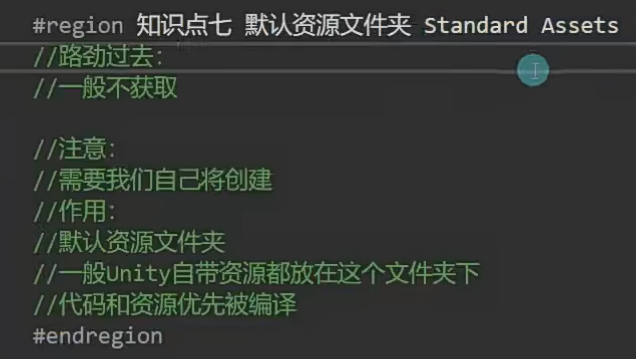 #region 知识点七 默认资源文件夹 Standard Assets
//路劲过去:
//一般不获取
//注意:
//需要我们自己将创建
//作用:
//默认资源文件夹
//一般Unity自带资源都放在这个文件夹下
//代码和资源优先被编译
#endregion